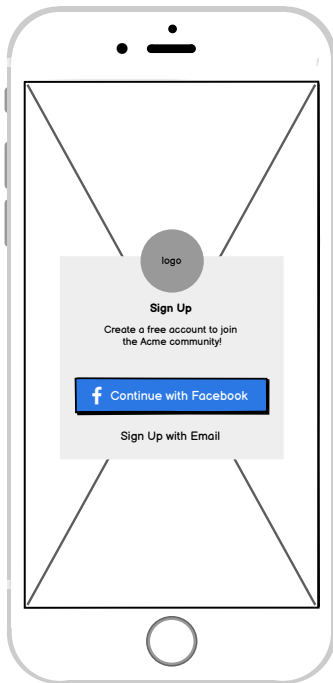 logo
Sign Up
Create a free account to join
the Acme community!
Continue with Facebook
Sign Up with Email